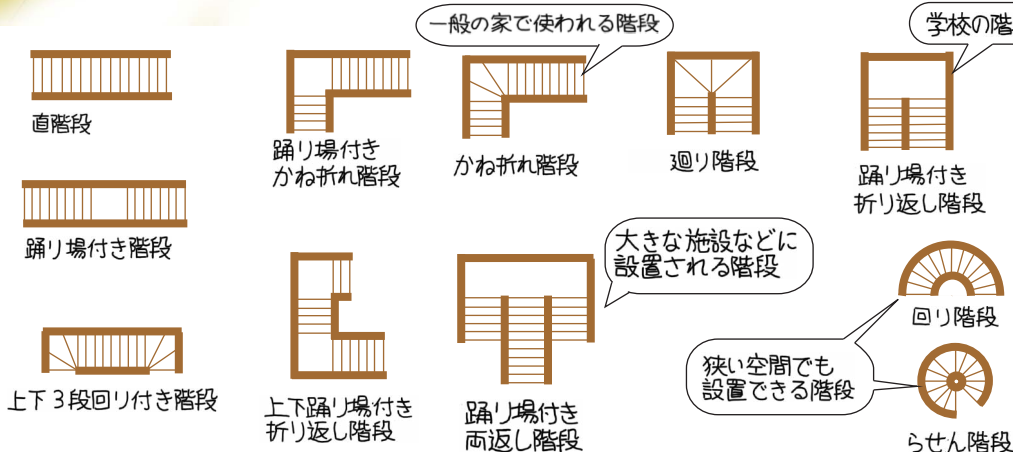 一般の家で使われる階段
学校の階
直階段
踊り場付き
かね折れ階段
かね折れ階段
廻り階段
踊り場付き
折り返し階段
踊り場付き階段
大きな施設などに
設置される階段
回り階段
狭い空間でも
設置できる階段
上下3段回り付き階段
上下踊り場付き
折り返し階段
踊り場付き
両返し階段
らせん階段